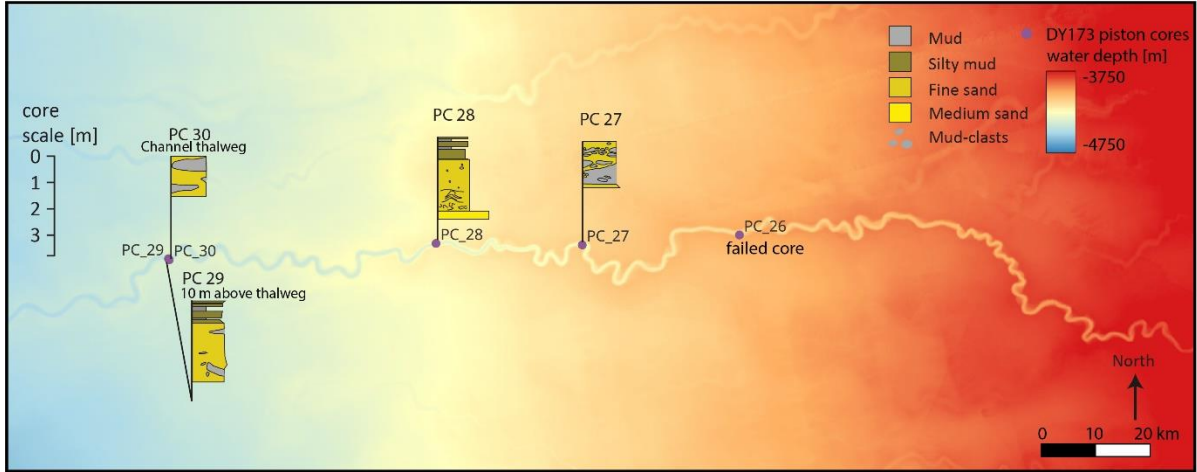 Mud
Silty mud
Fine sand
Medium sand
Mud-clasts
DY173 piston cores
water depth [m]
-3750
-4750
core
scale [m]
0
1
2
3
PC 30
Channel thalweg
PC 28
PC 27
PC_29
PC_30
PC_28
PC_27
PC_26
failed core
PC 29
10 m above thalweg
North
0 10 20 km